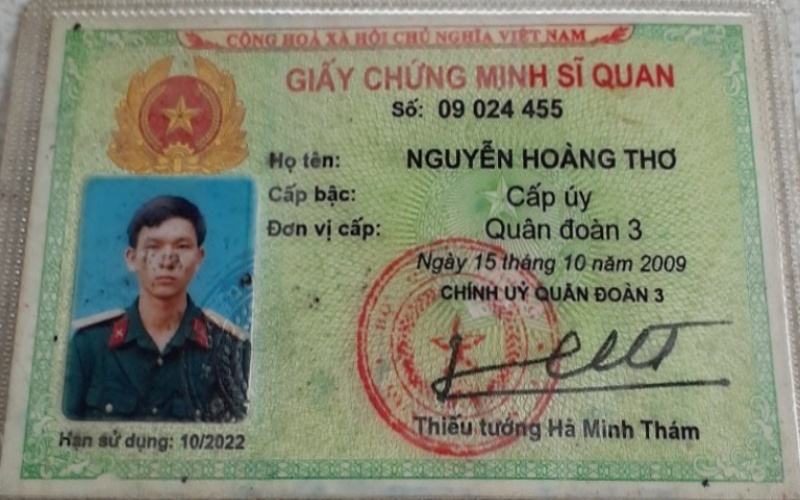 CỘNG HOÀ XÃ HỘI CHỦ NGHĨA VIỆT NAM
GIẤY CHỨNG MINH SĨ QUAN
Số: 09 024 455
Họ tên: NGUYỄN HOÀNG THƠ
Cấp bậc: Cấp úy
Đơn vị cấp: Quân đoàn 3
Ngày 15 tháng 10 năm 2009
CHÍNH UỶ QUÂN ĐOÀN 3
Thiếu tướng Hà Minh Thám
Hạn sử dụng: 10/2022